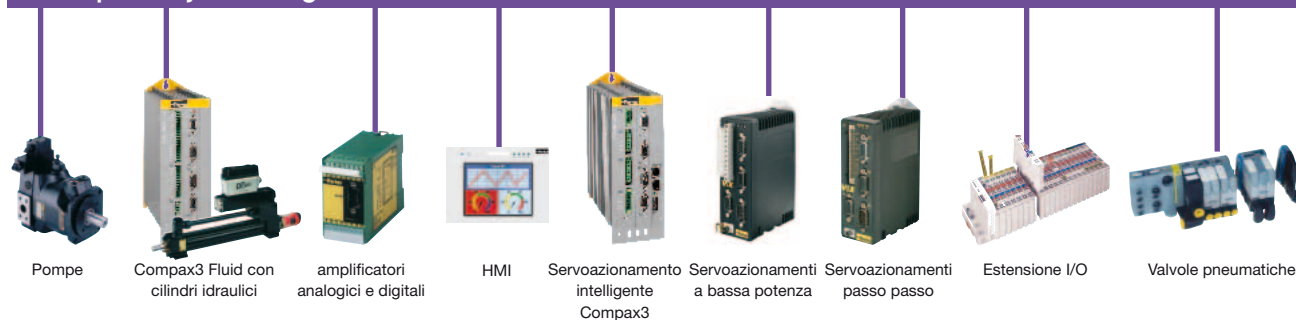 Pompe
Compax3 Fluid con
cilindri idraulici
amplificatori
analogici e digitali
HMI
Servoazionamento
intelligente
Compax3
Servoazionamenti
a bassa potenza
Servoazionamenti
passo passo
Estensione I/O
Valvole pneumatiche